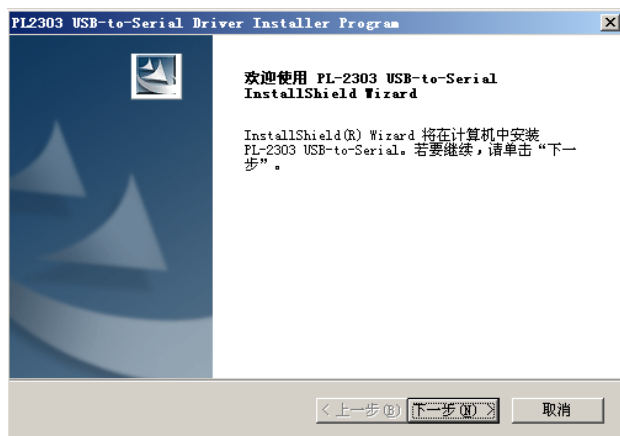 PL2303 USB-to-Serial Driver Installer Program
欢迎使用 PL-2303 USB-to-Serial
InstallShield Wizard
InstallShield(R) Wizard 将在计算机中安装
PL-2303 USB-to-Serial。若要继续，请单击“下一
步”。
< 上一步(B) 下一步(N) > 取消